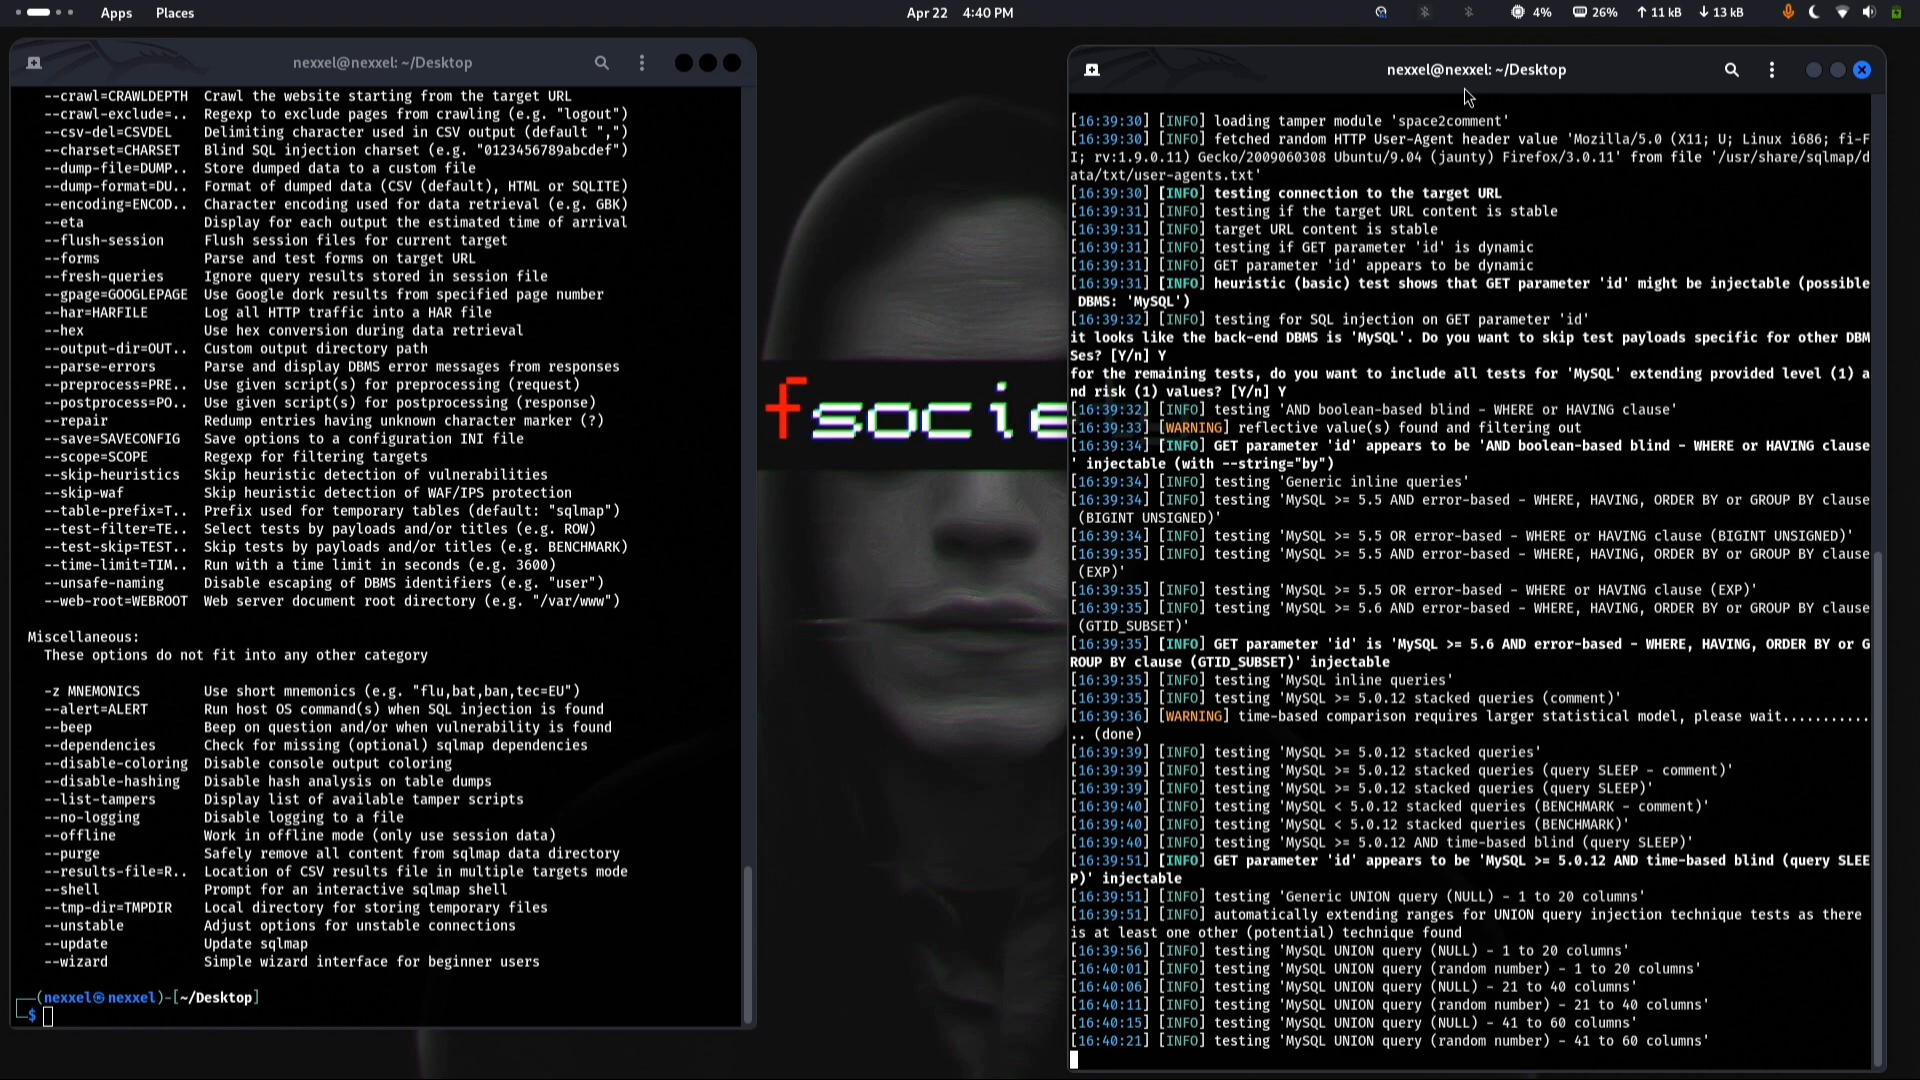 Apps Places
Apr 22 4:40 PM
4% 26% ↑ 11 kB ↓ 13 kB
nexxel@nexxel: ~/Desktop
--crawl=CRAWLDEPTH Crawl the website starting from the target URL
--crawl-exclude=.. Regexp to exclude pages from crawling (e.g. "logout")
--csv-del=CSVDEL Delimiting character used in CSV output (default ",")
--charset=CHARSET Blind SQL injection charset (e.g. "0123456789abcdef")
--dump-file=DUMP.. Store dumped data to a custom file
--dump-format=DU.. Format of dumped data (CSV (default), HTML or SQLITE)
--encoding=ENCOD.. Character encoding used for data retrieval (e.g. GBK)
--eta Display for each output the estimated time of arrival
--flush-session Flush session files for current target
--forms Parse and test forms on target URL
--fresh-queries Ignore query results stored in session file
--gpage=GOOGLEPAGE Use Google dork results from specified page number
--har=HARFILE Log all HTTP traffic into a HAR file
--hex Use hex conversion during data retrieval
--output-dir=OUT.. Custom output directory path
--parse-errors Parse and display DBMS error messages from responses
--preprocess=PRE.. Use given script(s) for preprocessing (request)
--postprocess=PO.. Use given script(s) for postprocessing (response)
--repair Redump entries having unknown character marker (?)
--save=SAVECONFIG Save options to a configuration INI file
--scope=SCOPE Regexp for filtering targets
--skip-heuristics Skip heuristic detection of vulnerabilities
--skip-waf Skip heuristic detection of WAF/IPS protection
--table-prefix=T.. Prefix used for temporary tables (default: "sqlmap")
--test-filter=TE.. Select tests by payloads and/or titles (e.g. ROW)
--test-skip=TEST.. Skip tests by payloads and/or titles (e.g. BENCHMARK)
--time-limit=TIM.. Run with a time limit in seconds (e.g. 3600)
--unsafe-naming Disable escaping of DBMS identifiers (e.g. "user")
--web-root=WEBROOT Web server document root directory (e.g. "/var/www")
Miscellaneous:
These options do not fit into any other category
-z MNEMONICS Use short mnemonics (e.g. "flu,bat,ban,tec=EU")
--alert=ALERT Run host OS command(s) when SQL injection is found
--beep Beep on question and/or when vulnerability is found
--dependencies Check for missing (optional) sqlmap dependencies
--disable-coloring Disable console output coloring
--disable-hashing Disable hash analysis on table dumps
--list-tampers Display list of available tamper scripts
--no-logging Disable logging to a file
--offline Work in offline mode (only use session data)
--purge Safely remove all content from sqlmap data directory
--results-file=R.. Location of CSV results file in multiple targets mode
--shell Prompt for an interactive sqlmap shell
--tmp-dir=TMPDIR Local directory for storing temporary files
--unstable Adjust options for unstable connections
--update Update sqlmap
--wizard Simple wizard interface for beginner users
┌──(nexxel㉿nexxel)-[~/Desktop]
└─$
fsocie
nexxel@nexxel: ~/Desktop
[16:39:30] [INFO] loading tamper module 'space2comment'
[16:39:30] [INFO] fetched random HTTP User-Agent header value 'Mozilla/5.0 (X11; U; Linux i686; fi-F
I; rv:1.9.0.11) Gecko/2009060308 Ubuntu/9.04 (jaunty) Firefox/3.0.11' from file '/usr/share/sqlmap/d
ata/txt/user-agents.txt'
[16:39:30] [INFO] testing connection to the target URL
[16:39:31] [INFO] testing if the target URL content is stable
[16:39:31] [INFO] target URL content is stable
[16:39:31] [INFO] testing if GET parameter 'id' is dynamic
[16:39:31] [INFO] GET parameter 'id' appears to be dynamic
[16:39:31] [INFO] heuristic (basic) test shows that GET parameter 'id' might be injectable (possible
DBMS: 'MySQL')
[16:39:32] [INFO] testing for SQL injection on GET parameter 'id'
it looks like the back-end DBMS is 'MySQL'. Do you want to skip test payloads specific for other DBM
Ses? [Y/n] Y
for the remaining tests, do you want to include all tests for 'MySQL' extending provided level (1) a
nd risk (1) values? [Y/n] Y
[16:39:32] [INFO] testing 'AND boolean-based blind - WHERE or HAVING clause'
[16:39:33] [WARNING] reflective value(s) found and filtering out
[16:39:34] [INFO] GET parameter 'id' appears to be 'AND boolean-based blind - WHERE or HAVING clause
' injectable (with --string="by")
[16:39:34] [INFO] testing 'Generic inline queries'
[16:39:34] [INFO] testing 'MySQL >= 5.5 AND error-based - WHERE, HAVING, ORDER BY or GROUP BY clause
(BIGINT UNSIGNED)'
[16:39:34] [INFO] testing 'MySQL >= 5.5 OR error-based - WHERE or HAVING clause (BIGINT UNSIGNED)'
[16:39:35] [INFO] testing 'MySQL >= 5.5 AND error-based - WHERE, HAVING, ORDER BY or GROUP BY clause
(EXP)'
[16:39:35] [INFO] testing 'MySQL >= 5.5 OR error-based - WHERE or HAVING clause (EXP)'
[16:39:35] [INFO] testing 'MySQL >= 5.6 AND error-based - WHERE, HAVING, ORDER BY or GROUP BY clause
(GTID_SUBSET)'
[16:39:35] [INFO] GET parameter 'id' is 'MySQL >= 5.6 AND error-based - WHERE, HAVING, ORDER BY or G
ROUP BY clause (GTID_SUBSET)' injectable
[16:39:35] [INFO] testing 'MySQL inline queries'
[16:39:35] [INFO] testing 'MySQL >= 5.0.12 stacked queries (comment)'
[16:39:36] [WARNING] time-based comparison requires larger statistical model, please wait...........
.. (done)
[16:39:39] [INFO] testing 'MySQL >= 5.0.12 stacked queries'
[16:39:39] [INFO] testing 'MySQL >= 5.0.12 stacked queries (query SLEEP - comment)'
[16:39:39] [INFO] testing 'MySQL >= 5.0.12 stacked queries (query SLEEP)'
[16:39:40] [INFO] testing 'MySQL < 5.0.12 stacked queries (BENCHMARK - comment)'
[16:39:40] [INFO] testing 'MySQL < 5.0.12 stacked queries (BENCHMARK)'
[16:39:40] [INFO] testing 'MySQL >= 5.0.12 AND time-based blind (query SLEEP)'
[16:39:51] [INFO] GET parameter 'id' appears to be 'MySQL >= 5.0.12 AND time-based blind (query SLEE
P)' injectable
[16:39:51] [INFO] testing 'Generic UNION query (NULL) - 1 to 20 columns'
[16:39:51] [INFO] automatically extending ranges for UNION query injection technique tests as there
is at least one other (potential) technique found
[16:39:56] [INFO] testing 'MySQL UNION query (NULL) - 1 to 20 columns'
[16:40:01] [INFO] testing 'MySQL UNION query (random number) - 1 to 20 columns'
[16:40:06] [INFO] testing 'MySQL UNION query (NULL) - 21 to 40 columns'
[16:40:11] [INFO] testing 'MySQL UNION query (random number) - 21 to 40 columns'
[16:40:15] [INFO] testing 'MySQL UNION query (NULL) - 41 to 60 columns'
[16:40:21] [INFO] testing 'MySQL UNION query (random number) - 41 to 60 columns'